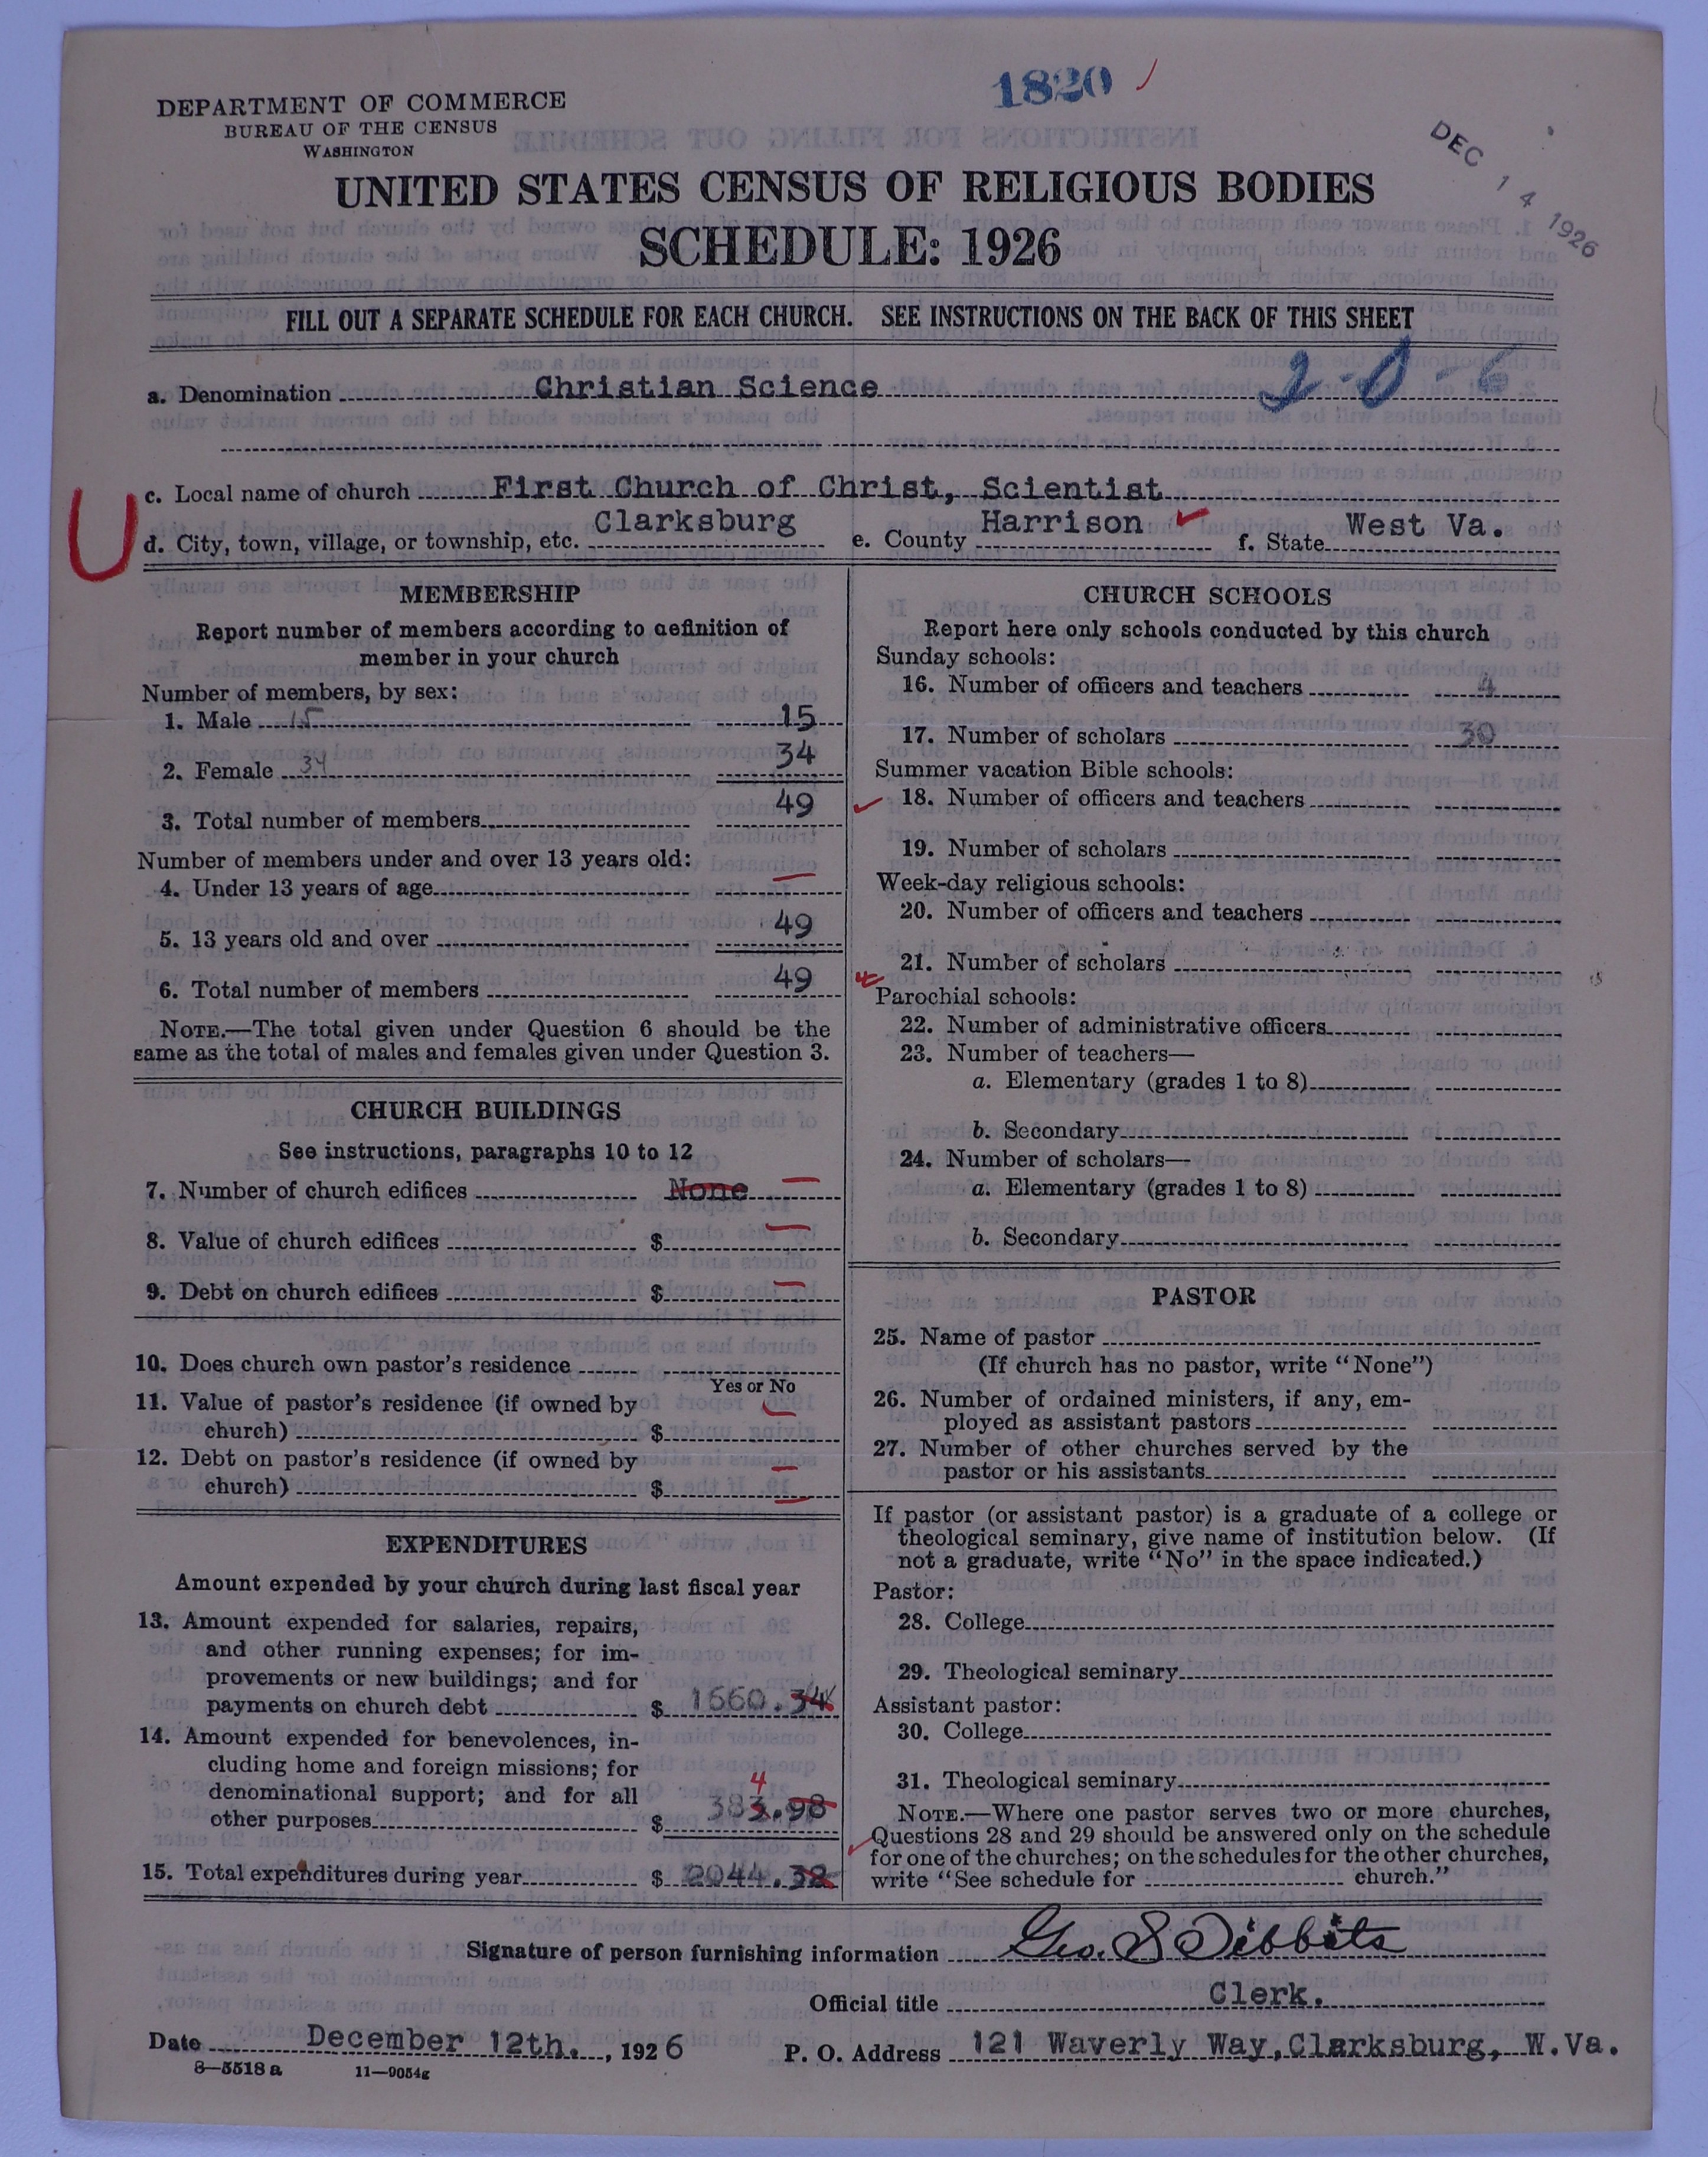 1820
DEPARTMENT OF COMMERCE
BUREAU OF THE CENSUS
WASHINGTON
DEC 14 1926
UNITED STATES CENSUS OF RELIGIOUS BODIES
SCHEDULE: 1926
FILL OUT A SEPARATE SCHEDULE FOR EACH CHURCH. SEE INSTRUCTIONS ON THE BACK OF THIS SHEET
2-0-6
a. Denomination Christian Science
c. Local name of church First Church of Christ, Scientist
U
d. City, town, village, or township, etc. Clarksburg e. County Harrison f. State West Va.
MEMBERSHIP
Report number of members according to definition of
member in your church
Number of members, by sex:
1. Male 15 15
2. Female 34 34
3. Total number of members 49
Number of members under and over 13 years old:
4. Under 13 years of age —
5. 13 years old and over 49
6. Total number of members 49
NOTE.—The total given under Question 6 should be the
same as the total of males and females given under Question 3.
CHURCH BUILDINGS
See instructions, paragraphs 10 to 12
7. Number of church edifices None —
8. Value of church edifices $ —
9. Debt on church edifices $ —
10. Does church own pastor's residence
Yes or No
11. Value of pastor's residence (if owned by
church) $ —
12. Debt on pastor's residence (if owned by
church) $ —
EXPENDITURES
Amount expended by your church during last fiscal year
13. Amount expended for salaries, repairs,
and other running expenses; for im-
provements or new buildings; and for
payments on church debt $ 1660.34
14. Amount expended for benevolences, in-
cluding home and foreign missions; for
denominational support; and for all
4
other purposes $ 383.98
15. Total expenditures during year $ 2044.32
CHURCH SCHOOLS
Report here only schools conducted by this church
Sunday schools:
16. Number of officers and teachers 4
17. Number of scholars 30
Summer vacation Bible schools:
18. Number of officers and teachers
19. Number of scholars
Week-day religious schools:
20. Number of officers and teachers
21. Number of scholars
Parochial schools:
22. Number of administrative officers
23. Number of teachers—
a. Elementary (grades 1 to 8)
b. Secondary
24. Number of scholars—
a. Elementary (grades 1 to 8)
b. Secondary
PASTOR
25. Name of pastor
(If church has no pastor, write "None")
26. Number of ordained ministers, if any, em-
ployed as assistant pastors
27. Number of other churches served by the
pastor or his assistants
If pastor (or assistant pastor) is a graduate of a college or
theological seminary, give name of institution below. (If
not a graduate, write "No" in the space indicated.)
Pastor:
28. College
29. Theological seminary
Assistant pastor:
30. College
31. Theological seminary
NOTE.—Where one pastor serves two or more churches,
Questions 28 and 29 should be answered only on the schedule
for one of the churches; on the schedules for the other churches,
write "See schedule for church."
Signature of person furnishing information Geo. S Tibbits
Official title Clerk.
Date December 12th. , 1926 P. O. Address 121 Waverly Way, Clarksburg, W.Va.
8—5518 a 11—9054g